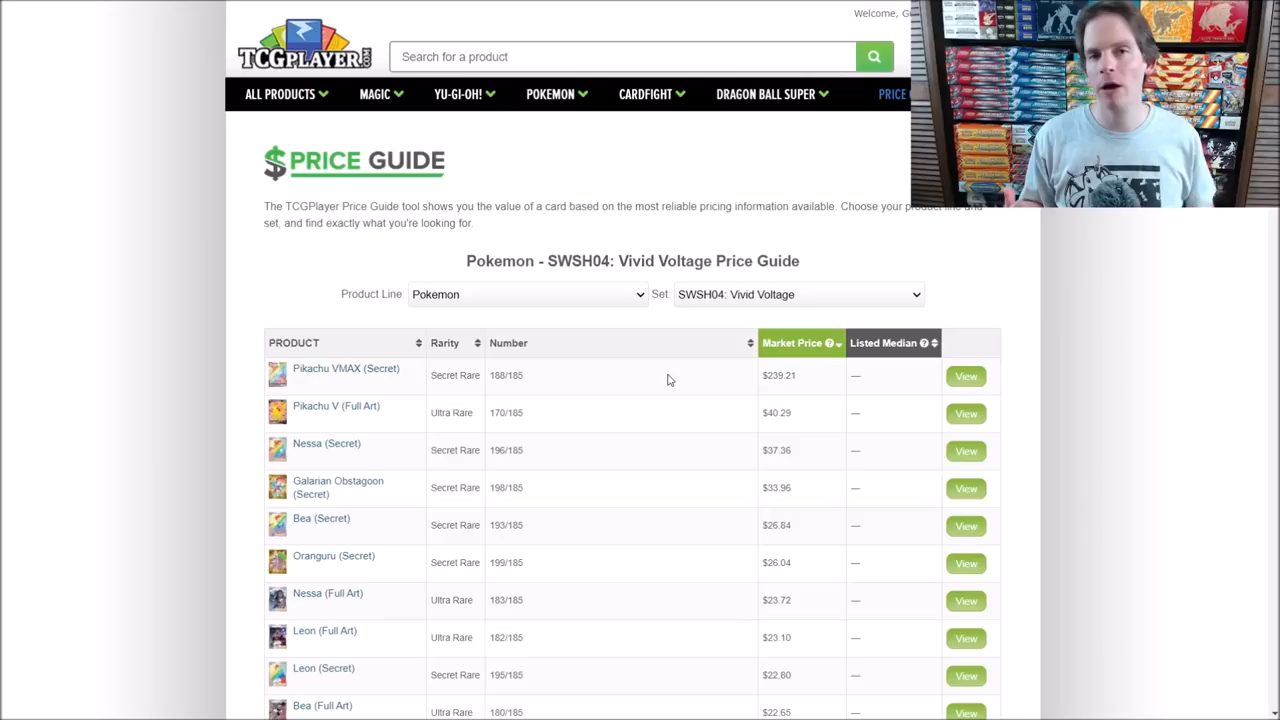 Welcome, G
TCGPLAYER
Search for a product
ALL PRODUCTS
MAGIC
YU-GI-OH!
POKEMON
CARDFIGHT
DRAGON BALL SUPER
PRICE
$PRICE GUIDE
The TCGPlayer Price Guide tool shows you the value of a card based on the most reliable pricing information available. Choose your product line and
set, and find exactly what you're looking for.
Pokemon - SWSH04: Vivid Voltage Price Guide
Product Line: Pokemon Set: SWSH04: Vivid Voltage
PRODUCT Rarity Number Market Price Listed Median
Pikachu VMAX (Secret) Secret Rare 188/185 $239.21 — View
Pikachu V (Full Art) Ultra Rare 170/185 $40.29 — View
Nessa (Secret) Secret Rare 196/185 $37.36 — View
Galarian Obstagoon
(Secret) Secret Rare 198/185 $33.96 — View
Bea (Secret) Secret Rare 193/185 $26.84 — View
Oranguru (Secret) Secret Rare 199/185 $26.04 — View
Nessa (Full Art) Ultra Rare 183/185 $23.72 — View
Leon (Full Art) Ultra Rare 182/185 $23.10 — View
Leon (Secret) Secret Rare 195/185 $22.80 — View
Bea (Full Art) Ultra Rare 180/185 $22.65 — View